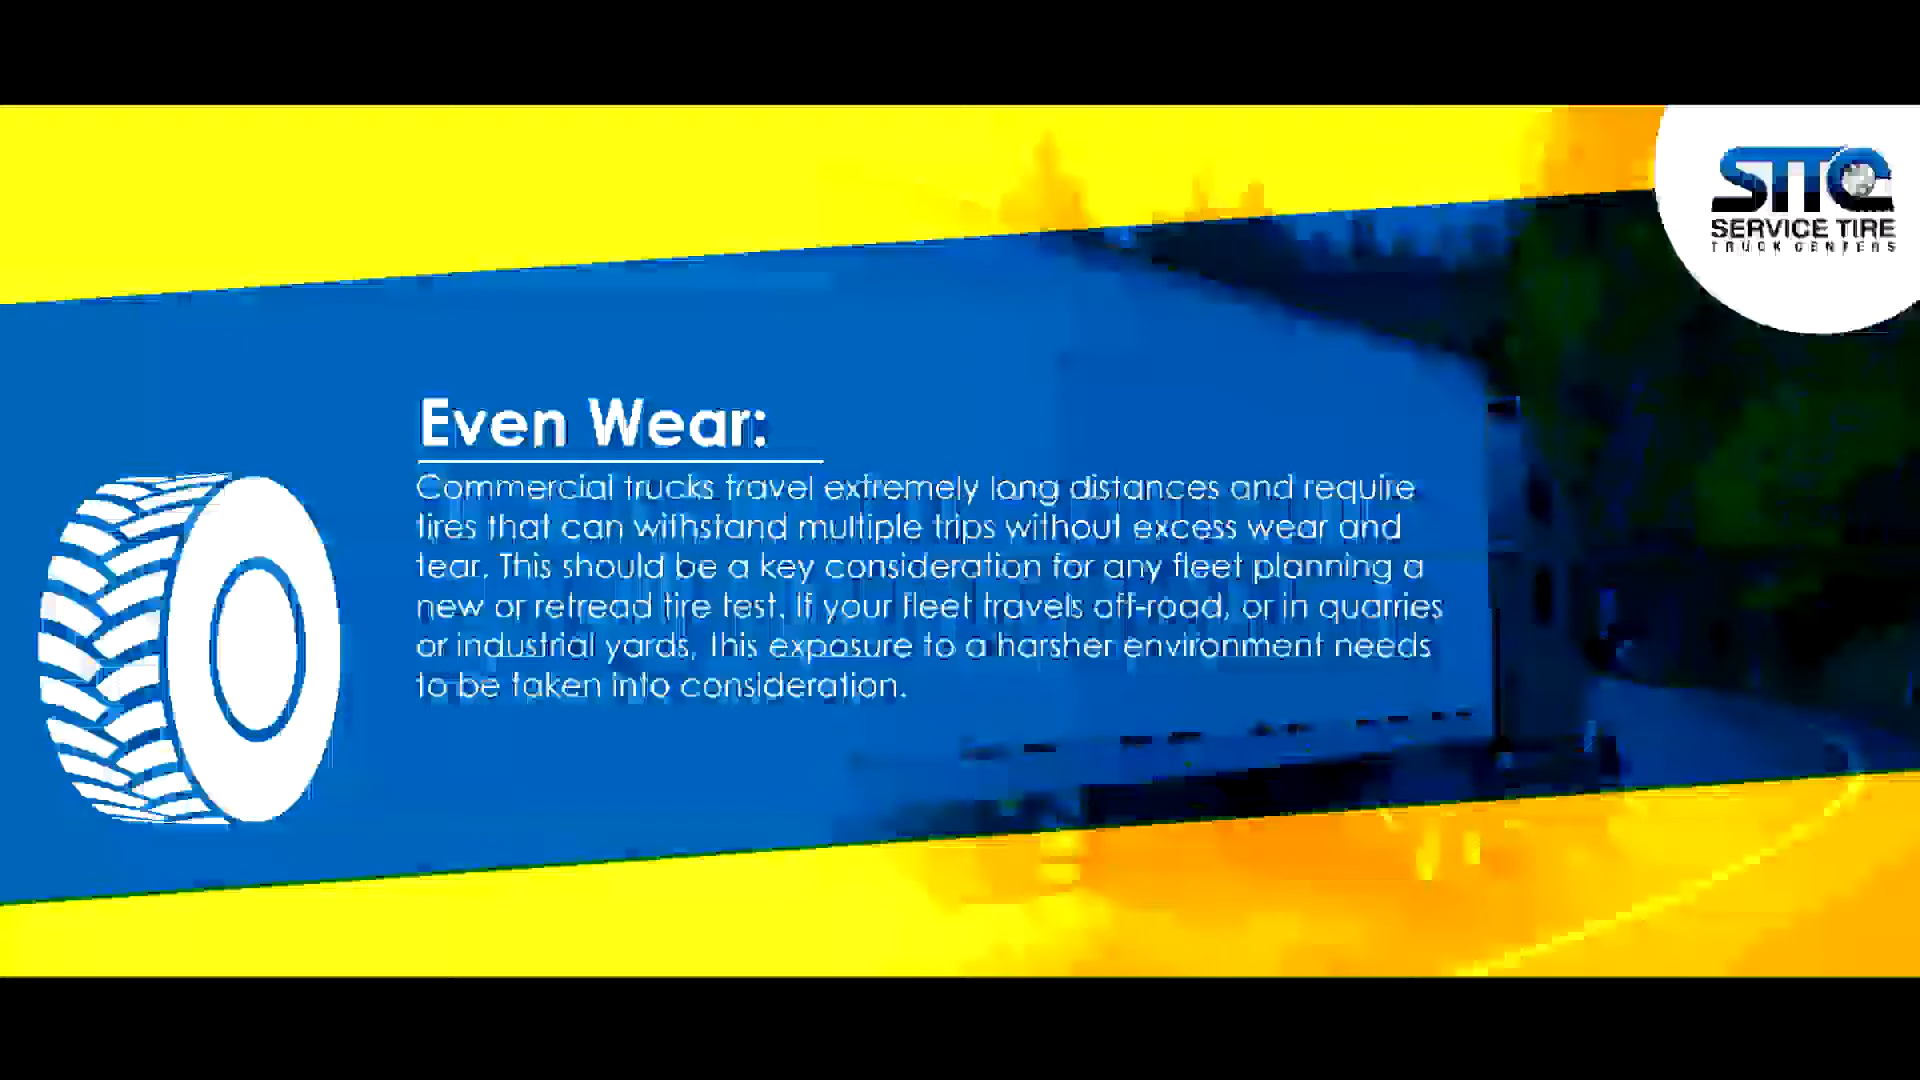 STTC
SERVICE TIRE
TRUCK CENTERS
Even Wear:
Commercial trucks travel extremely long distances and require
tires that can withstand multiple trips without excess wear and
tear. This should be a key consideration for any fleet planning a
new or retread tire test. If your fleet travels off-road, or in quarries
or industrial yards, this exposure to a harsher environment needs
to be taken into consideration.